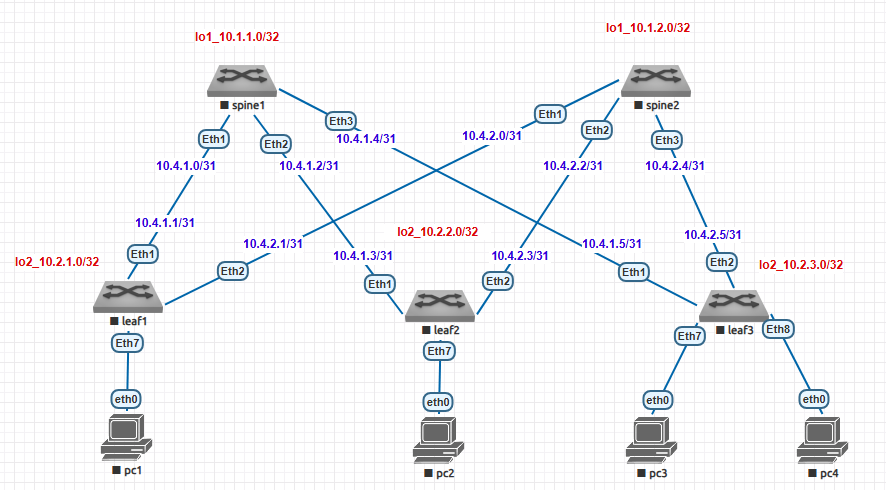 lo1_10.1.1.0/32
lo1_10.1.2.0/32
spine1
spine2
Eth1
Eth2
Eth3
Eth1
Eth2
Eth3
10.4.1.0/31
10.4.1.2/31
10.4.1.4/31
10.4.2.0/31
10.4.2.2/31
10.4.2.4/31
10.4.1.1/31
10.4.2.1/31
10.4.1.3/31
10.4.2.3/31
10.4.1.5/31
10.4.2.5/31
lo2_10.2.1.0/32
lo2_10.2.2.0/32
lo2_10.2.3.0/32
Eth1
Eth2
Eth1
Eth2
Eth1
Eth2
leaf1
leaf2
leaf3
Eth7
Eth7
Eth7
Eth8
eth0
eth0
eth0
eth0
pc1
pc2
pc3
pc4